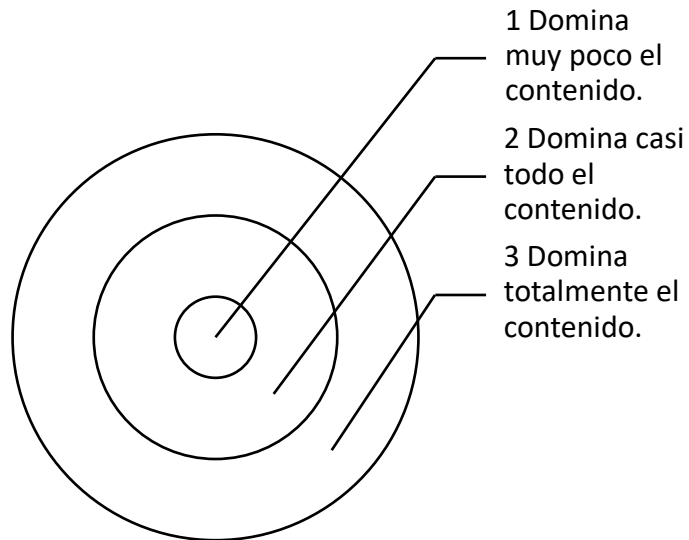 1 Domina
muy poco el
contenido.
2 Domina casi
todo el
contenido.
3 Domina
totalmente el
contenido.